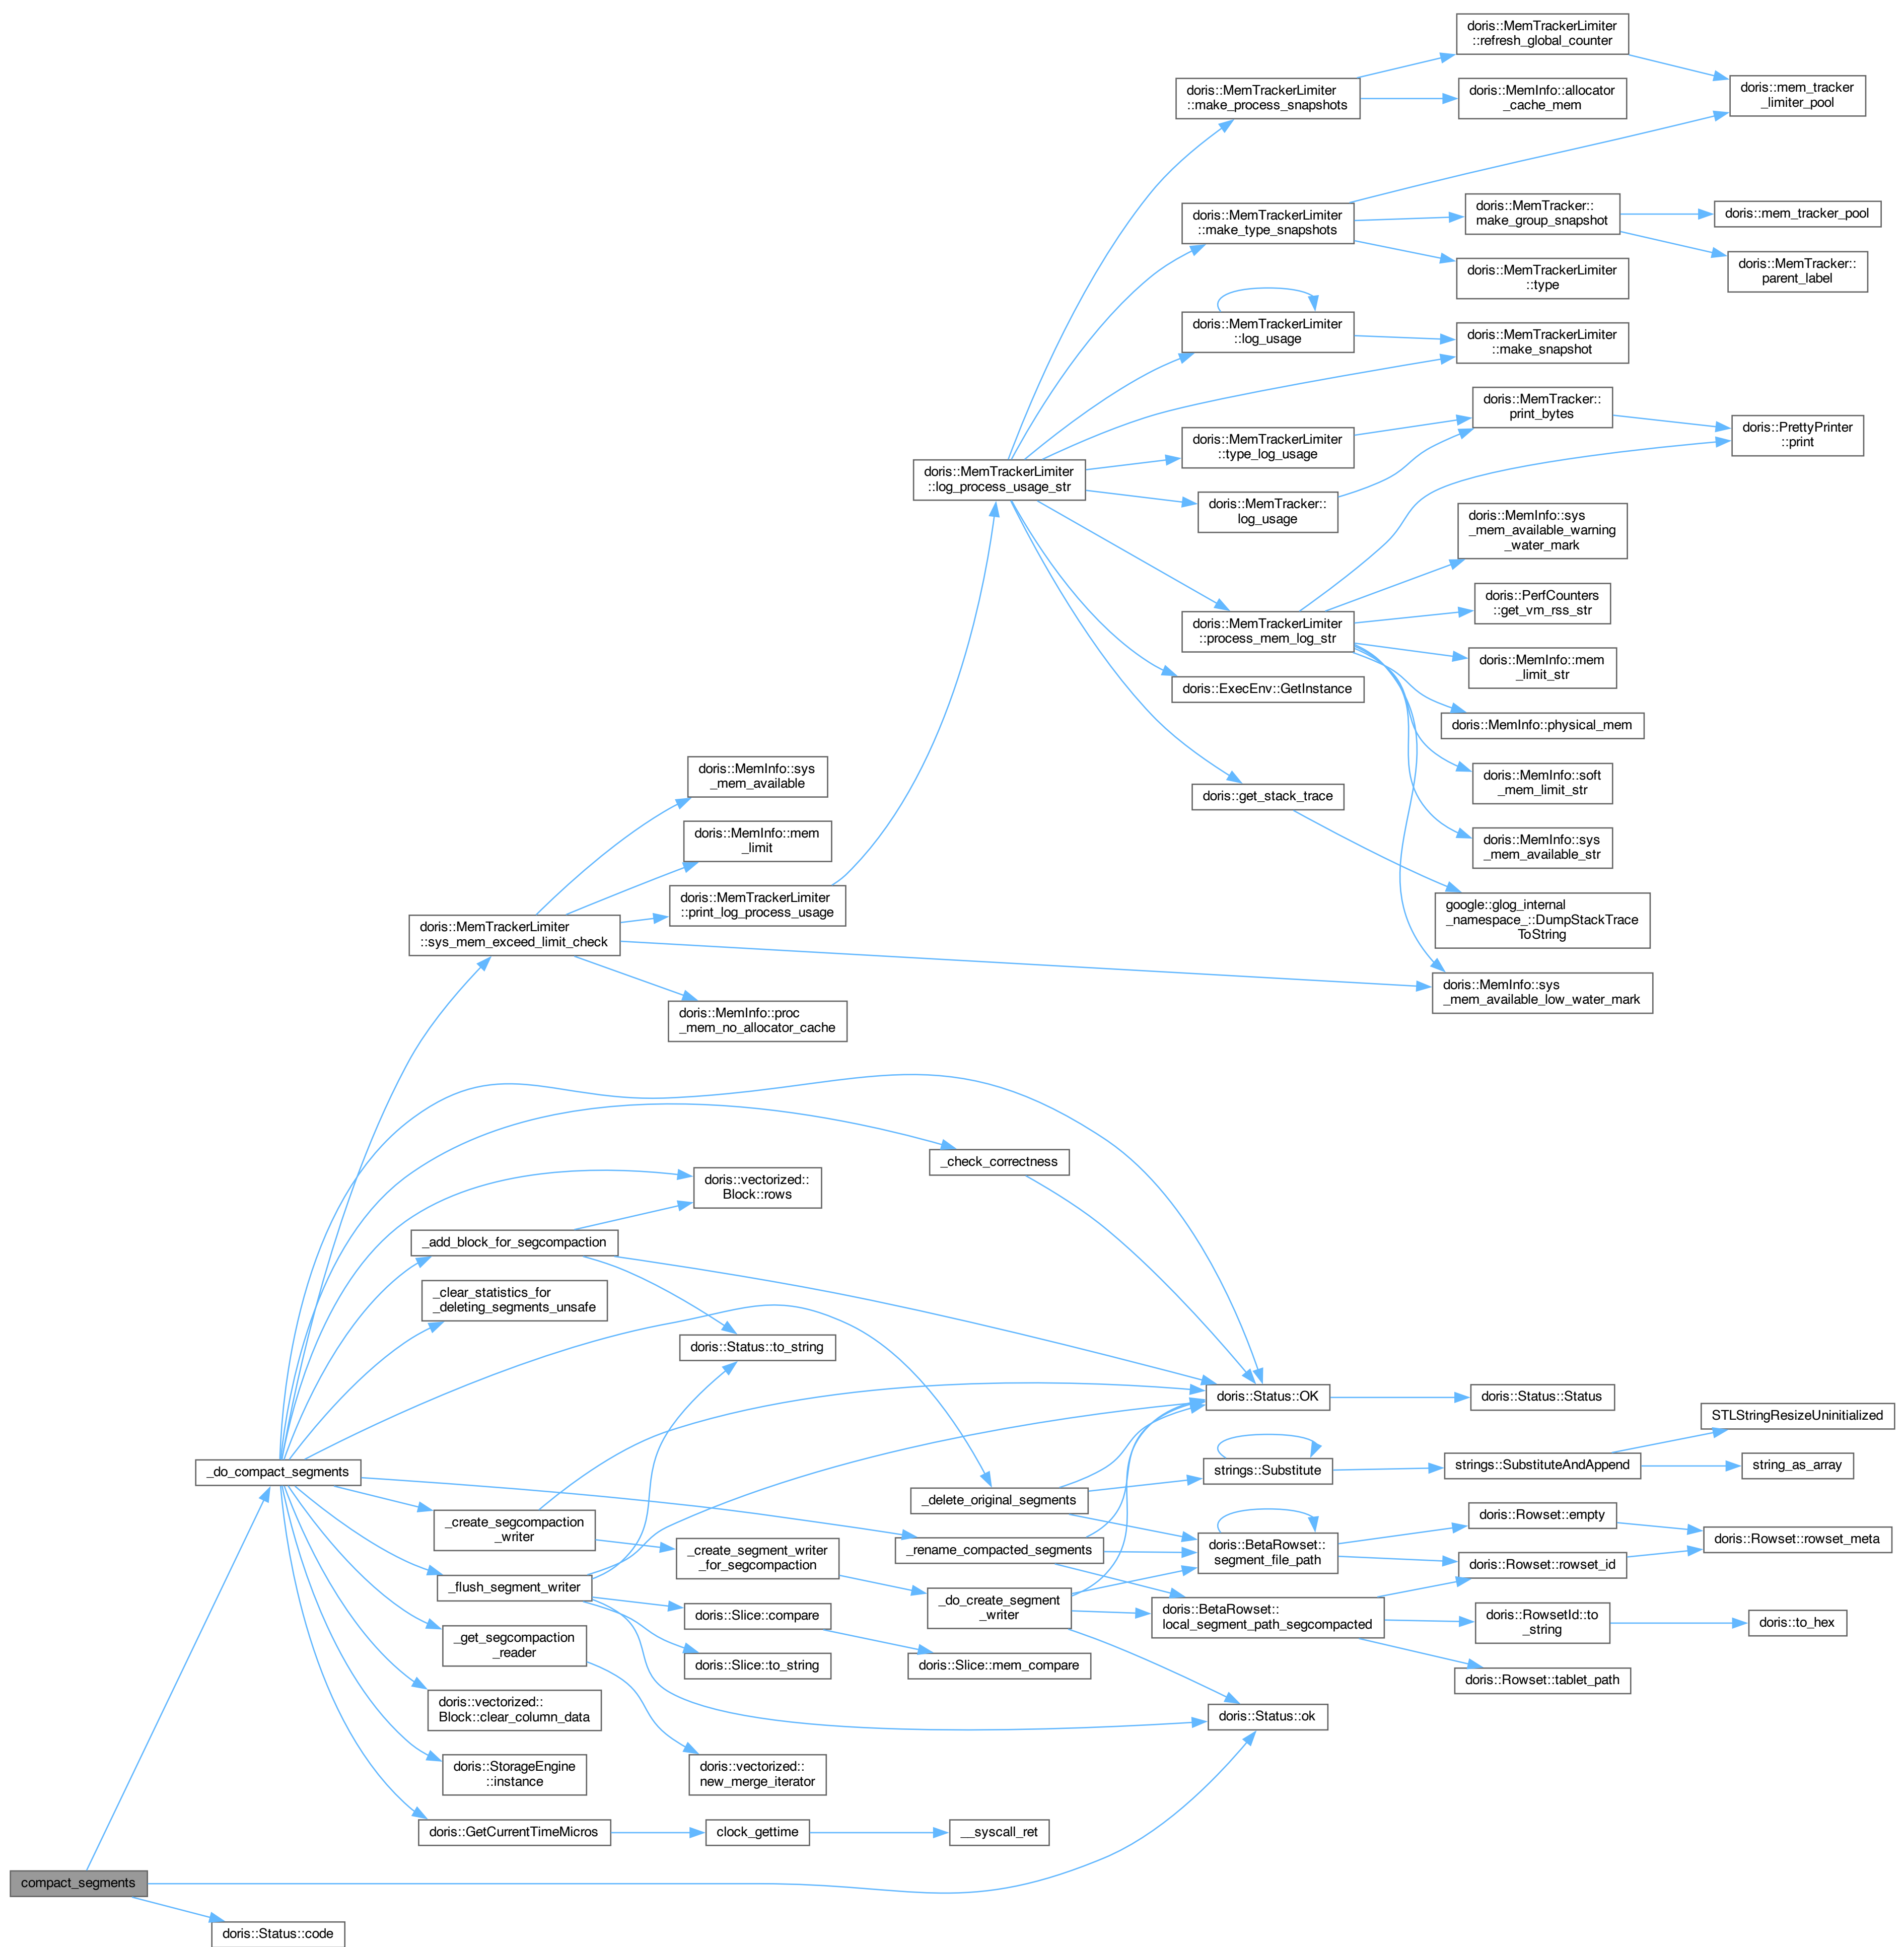 doris::MemTrackerLimiter
::refresh_global_counter
doris::MemTrackerLimiter
::make_process_snapshots
doris::MemInfo::allocator
_cache_mem
doris::mem_tracker
_limiter_pool
doris::MemTrackerLimiter
::make_type_snapshots
doris::MemTracker::
make_group_snapshot
doris::mem_tracker_pool
doris::MemTracker::
parent_label
doris::MemTrackerLimiter
::type
doris::MemTrackerLimiter
::log_usage
doris::MemTrackerLimiter
::make_snapshot
doris::MemTracker::
print_bytes
doris::PrettyPrinter
::print
doris::MemTrackerLimiter
::type_log_usage
doris::MemTrackerLimiter
::log_process_usage_str
doris::MemTracker::
log_usage
doris::MemInfo::sys
_mem_available_warning
_water_mark
doris::PerfCounters
::get_vm_rss_str
doris::MemTrackerLimiter
::process_mem_log_str
doris::MemInfo::mem
_limit_str
doris::ExecEnv::GetInstance
doris::MemInfo::physical_mem
doris::MemInfo::sys
_mem_available
doris::get_stack_trace
doris::MemInfo::soft
_mem_limit_str
doris::MemInfo::mem
_limit
doris::MemInfo::sys
_mem_available_str
doris::MemTrackerLimiter
::print_log_process_usage
google::glog_internal
_namespace_::DumpStackTrace
ToString
doris::MemTrackerLimiter
::sys_mem_exceed_limit_check
doris::MemInfo::sys
_mem_available_low_water_mark
doris::MemInfo::proc
_mem_no_allocator_cache
_check_correctness
doris::vectorized::
Block::rows
_add_block_for_segcompaction
_clear_statistics_for
_deleting_segments_unsafe
doris::Status::to_string
doris::Status::OK
doris::Status::Status
STLStringResizeUninitialized
_do_compact_segments
strings::Substitute
strings::SubstituteAndAppend
string_as_array
_delete_original_segments
_create_segcompaction
_writer
doris::Rowset::empty
doris::Rowset::rowset_meta
_create_segment_writer
_for_segcompaction
_rename_compacted_segments
doris::BetaRowset::
segment_file_path
doris::Rowset::rowset_id
_flush_segment_writer
_do_create_segment
_writer
doris::BetaRowset::
local_segment_path_segcompacted
doris::Slice::compare
doris::RowsetId::to
_string
doris::to_hex
_get_segcompaction
_reader
doris::Slice::to_string
doris::Slice::mem_compare
doris::Rowset::tablet_path
doris::vectorized::
Block::clear_column_data
doris::Status::ok
doris::StorageEngine
::instance
doris::vectorized::
new_merge_iterator
doris::GetCurrentTimeMicros
clock_gettime
__syscall_ret
compact_segments
doris::Status::code